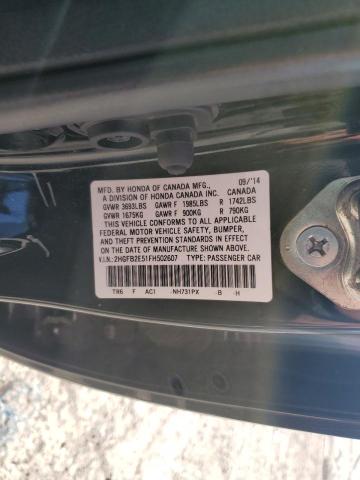 MFD. BY HONDA OF CANADA MFG., 09/'14
A DIVISION OF HONDA CANADA INC. CANADA
GVWR 3693LBS GAWR F 1985LBS R 1742LBS
GVWR 1675KG GAWR F 900KG R 790KG
THIS VEHICLE CONFORMS TO ALL APPLICABLE
FEDERAL MOTOR VEHICLE SAFETY, BUMPER,
AND THEFT PREVENTION STANDARDS
IN EFFECT ON THE DATE OF MANUFACTURE SHOWN ABOVE.
V.I.N.:2HGFB2E51FH502607 TYPE: PASSENGER CAR
TR6 F AC1 NH731PX -B -H